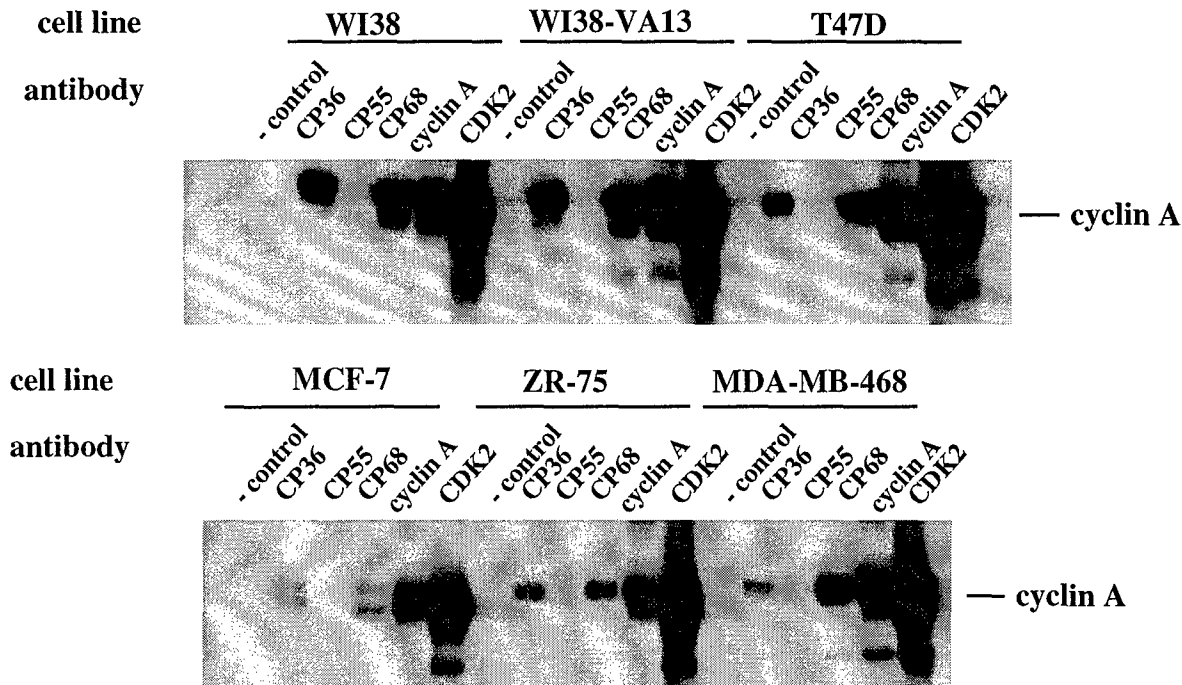 cell line WI38 WI38-VA13 T47D
antibody - control CP36 CP55 CP68 cyclin A CDK2 - control CP36 CP55 CP68 cyclin A CDK2 - control CP36 CP55 CP68 cyclin A CDK2
cyclin A
cell line MCF-7 ZR-75 MDA-MB-468
antibody - control CP36 CP55 CP68 cyclin A CDK2 - control CP36 CP55 CP68 cyclin A CDK2 - control CP36 CP55 CP68 cyclin A CDK2
cyclin A